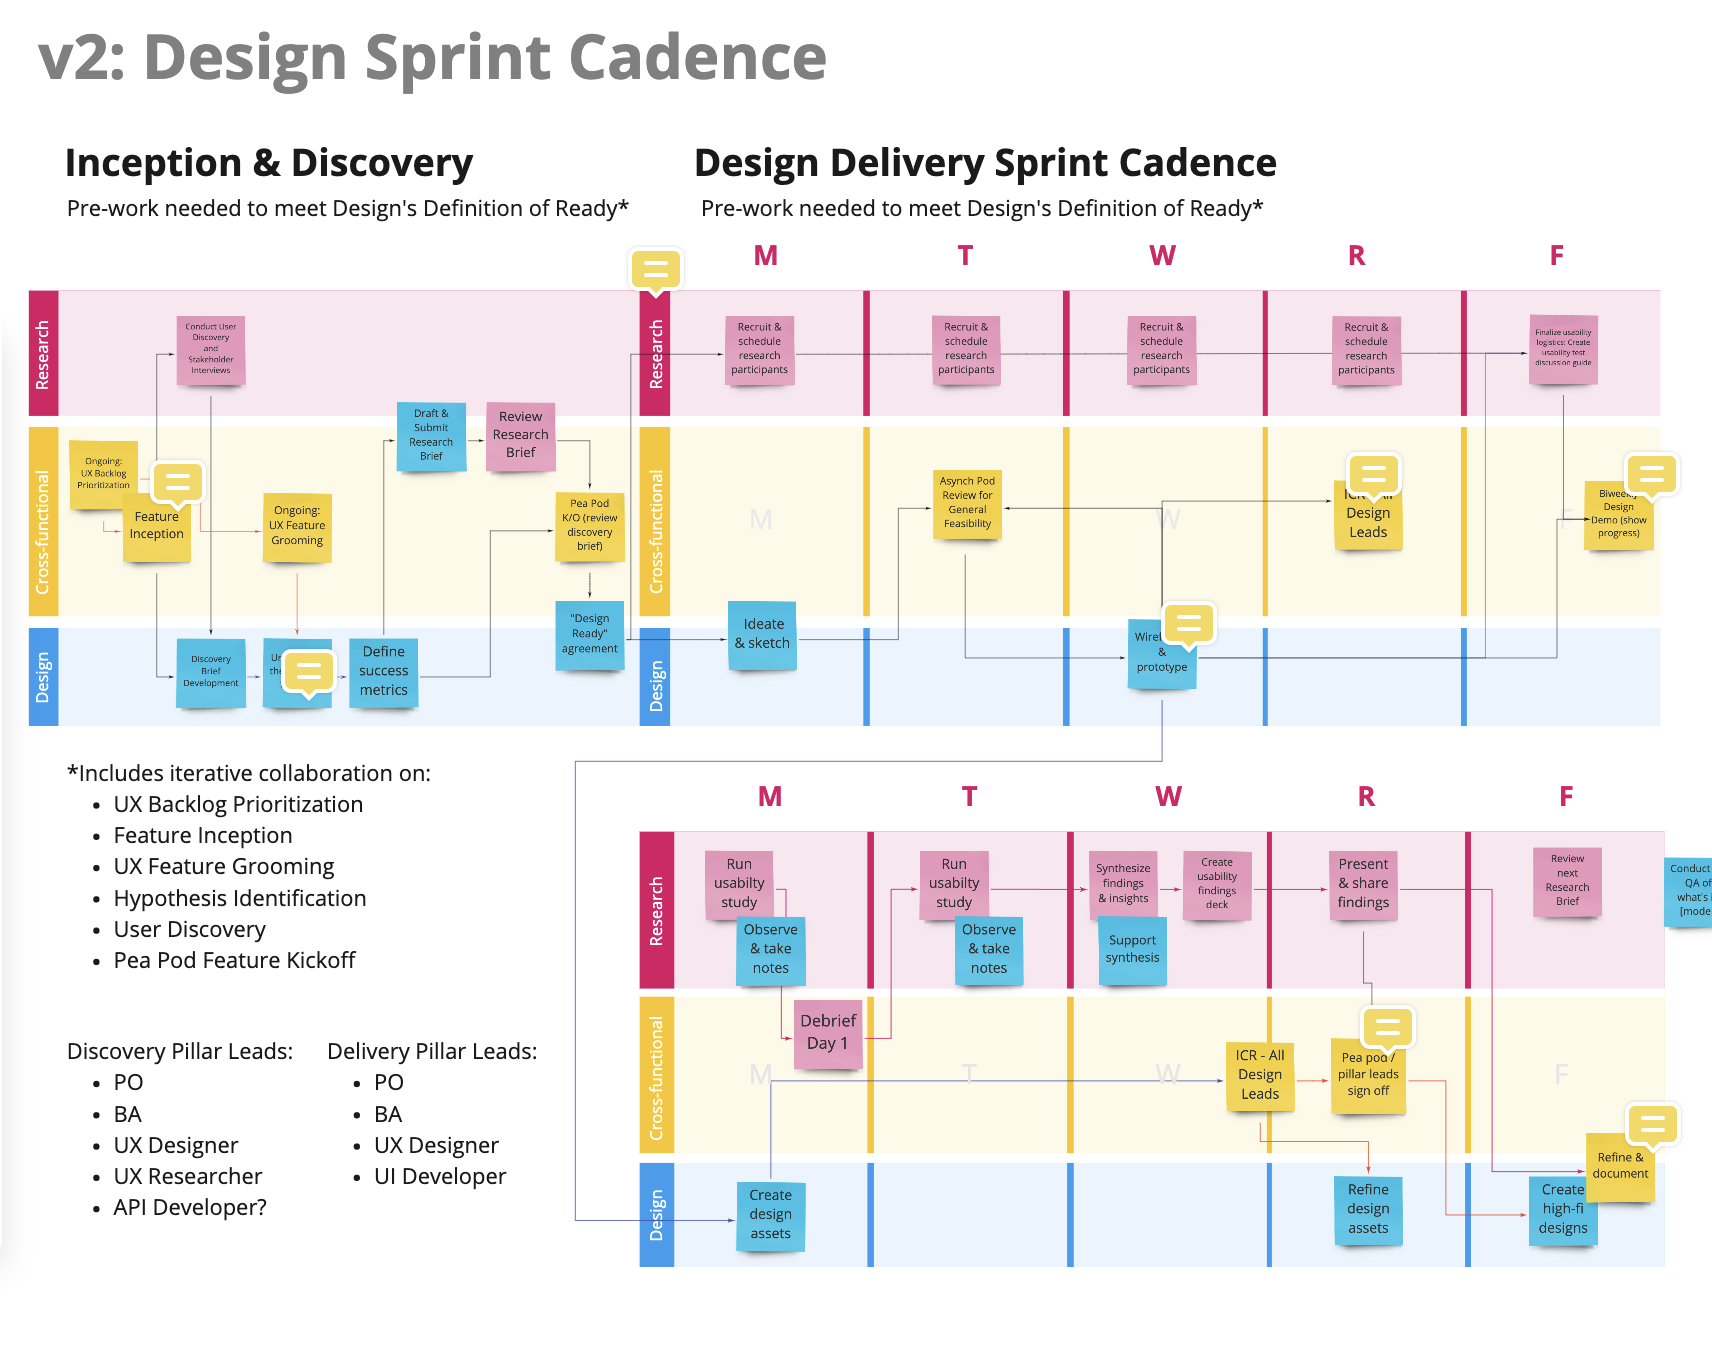 v2: Design Sprint Cadence
Inception & Discovery
Pre-work needed to meet Design's Definition of Ready*
Design Delivery Sprint Cadence
Pre-work needed to meet Design's Definition of Ready*
M
T
W
R
F
Research
Conduct User
Discovery
and
Stakeholder
Interviews
Research
Recruit &
schedule
research
participants
Recruit &
schedule
research
participants
Recruit &
schedule
research
participants
Recruit &
schedule
research
participants
Finalize usability
logistics: Create
usability test
discussion guide
Cross-functional
Ongoing:
UX Backlog
Prioritization
Feature
Inception
Ongoing:
UX Feature
Grooming
Draft &
Submit
Research
Brief
Review
Research
Brief
Pea Pod
K/O (review
discovery
brief)
Cross-functional
M
Asynch Pod
Review for
General
Feasibility
W
Design
Leads
F
Biweekly
Design
Demo (show
progress)
Design
Discovery
Brief
Development
Define
success
metrics
"Design
Ready"
agreement
Design
Ideate
& sketch
&
prototype
*Includes iterative collaboration on:
• UX Backlog Prioritization
• Feature Inception
• UX Feature Grooming
• Hypothesis Identification
• User Discovery
• Pea Pod Feature Kickoff
Discovery Pillar Leads:
• PO
• BA
• UX Designer
• UX Researcher
• API Developer?
Delivery Pillar Leads:
• PO
• BA
• UX Designer
• UI Developer
M
T
W
R
F
Research
Run
usabilty
study
Observe
& take
notes
Run
usabilty
study
Observe
& take
notes
Synthesize
findings
& insights
Support
synthesis
Create
usability
findings
deck
Present
& share
findings
Review
next
Research
Brief
Conduct
QA of
what's
Cross-functional
Debrief
Day 1
M
T
W
ICR - All
Design
Leads
Pea pod /
pillar leads
sign off
F
Refine &
document
Design
Create
design
assets
Refine
design
assets
Create
high-fi
designs